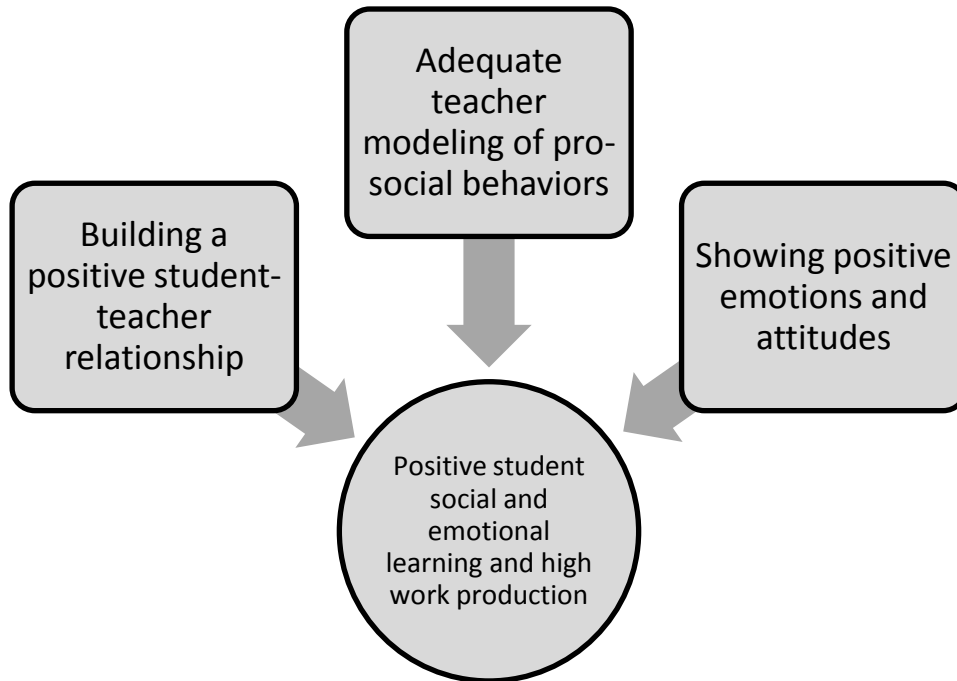 Adequate
teacher
modeling of pro-
social behaviors
Building a
positive student-
teacher
relationship
Showing positive
emotions and
attitudes
Positive student
social and
emotional
learning and high
work production